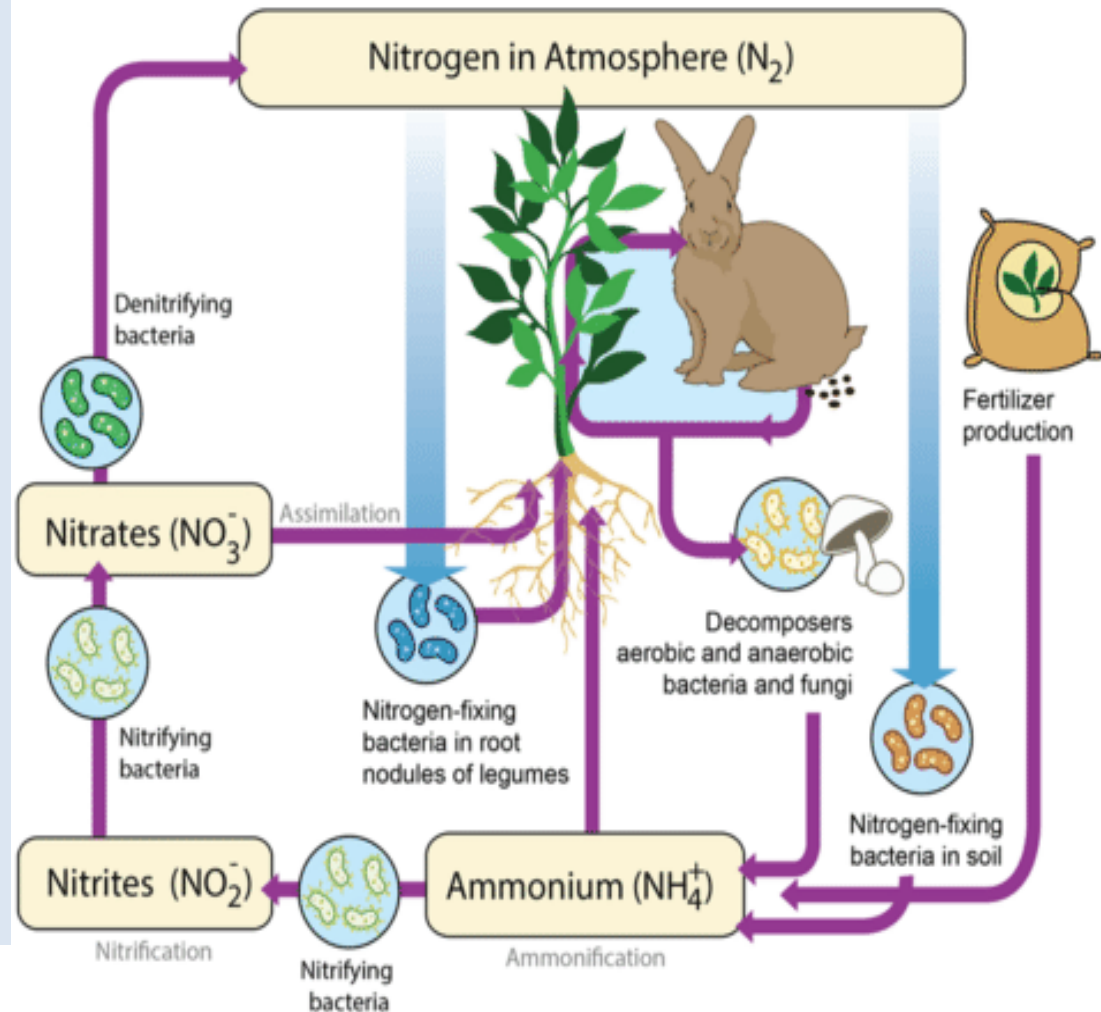 Nitrogen in Atmosphere (N₂)
Denitrifying
bacteria
Fertilizer
production
Nitrates (NO₃⁻)
Assimilation
Decomposers
aerobic and anaerobic
bacteria and fungi
Nitrifying
bacteria
Nitrogen-fixing
bacteria in root
nodules of legumes
Nitrogen-fixing
bacteria in soil
Nitrites (NO₂⁻)
Ammonium (NH₄⁺)
Nitrification
Ammonification
Nitrifying
bacteria